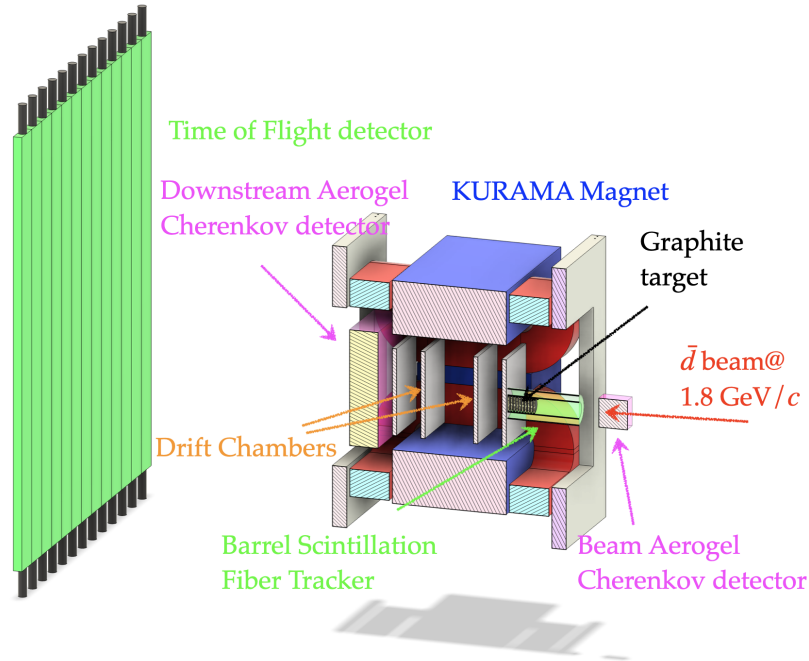 Time of Flight detector
Downstream Aerogel
Cherenkov detector
KURAMA Magnet
Graphite
target
d̄ beam@
1.8 GeV/c
Drift Chambers
Barrel Scintillation
Fiber Tracker
Beam Aerogel
Cherenkov detector